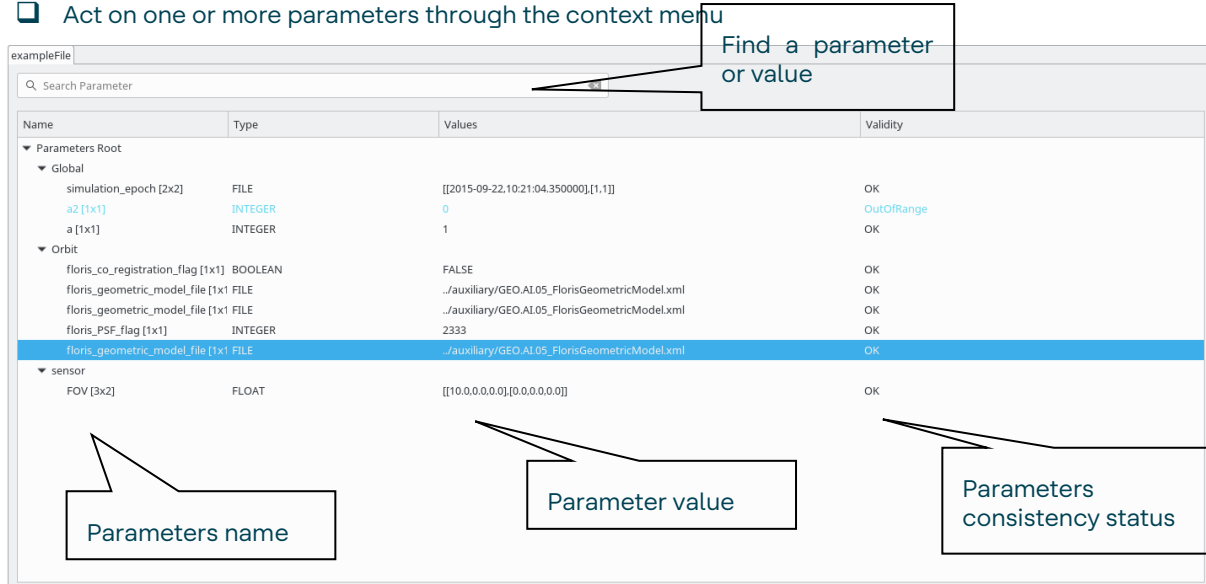 Act on one or more parameters through the context menu
Find a parameter
or value
exampleFile
Search Parameter
Name Type Values Validity
Parameters Root
Global
simulation_epoch [2x2] FILE [[2015-09-22,10:21:04.350000],[1,1]] OK
a2 [1x1] INTEGER 0 OutOfRange
a [1x1] INTEGER 1 OK
Orbit
floris_co_registration_flag [1x1] BOOLEAN FALSE OK
floris_geometric_model_file [1x1 FILE ../auxiliary/GEO.AI.05_FlorisGeometricModel.xml OK
floris_geometric_model_file [1x1 FILE ../auxiliary/GEO.AI.05_FlorisGeometricModel.xml OK
floris_PSF_flag [1x1] INTEGER 2333 OK
floris_geometric_model_file [1x1 FILE ../auxiliary/GEO.AI.05_FlorisGeometricModel.xml OK
sensor
FOV [3x2] FLOAT [[10.0,0.0,0.0],[0.0,0.0,0.0]] OK
Parameters name
Parameter value
Parameters
consistency status